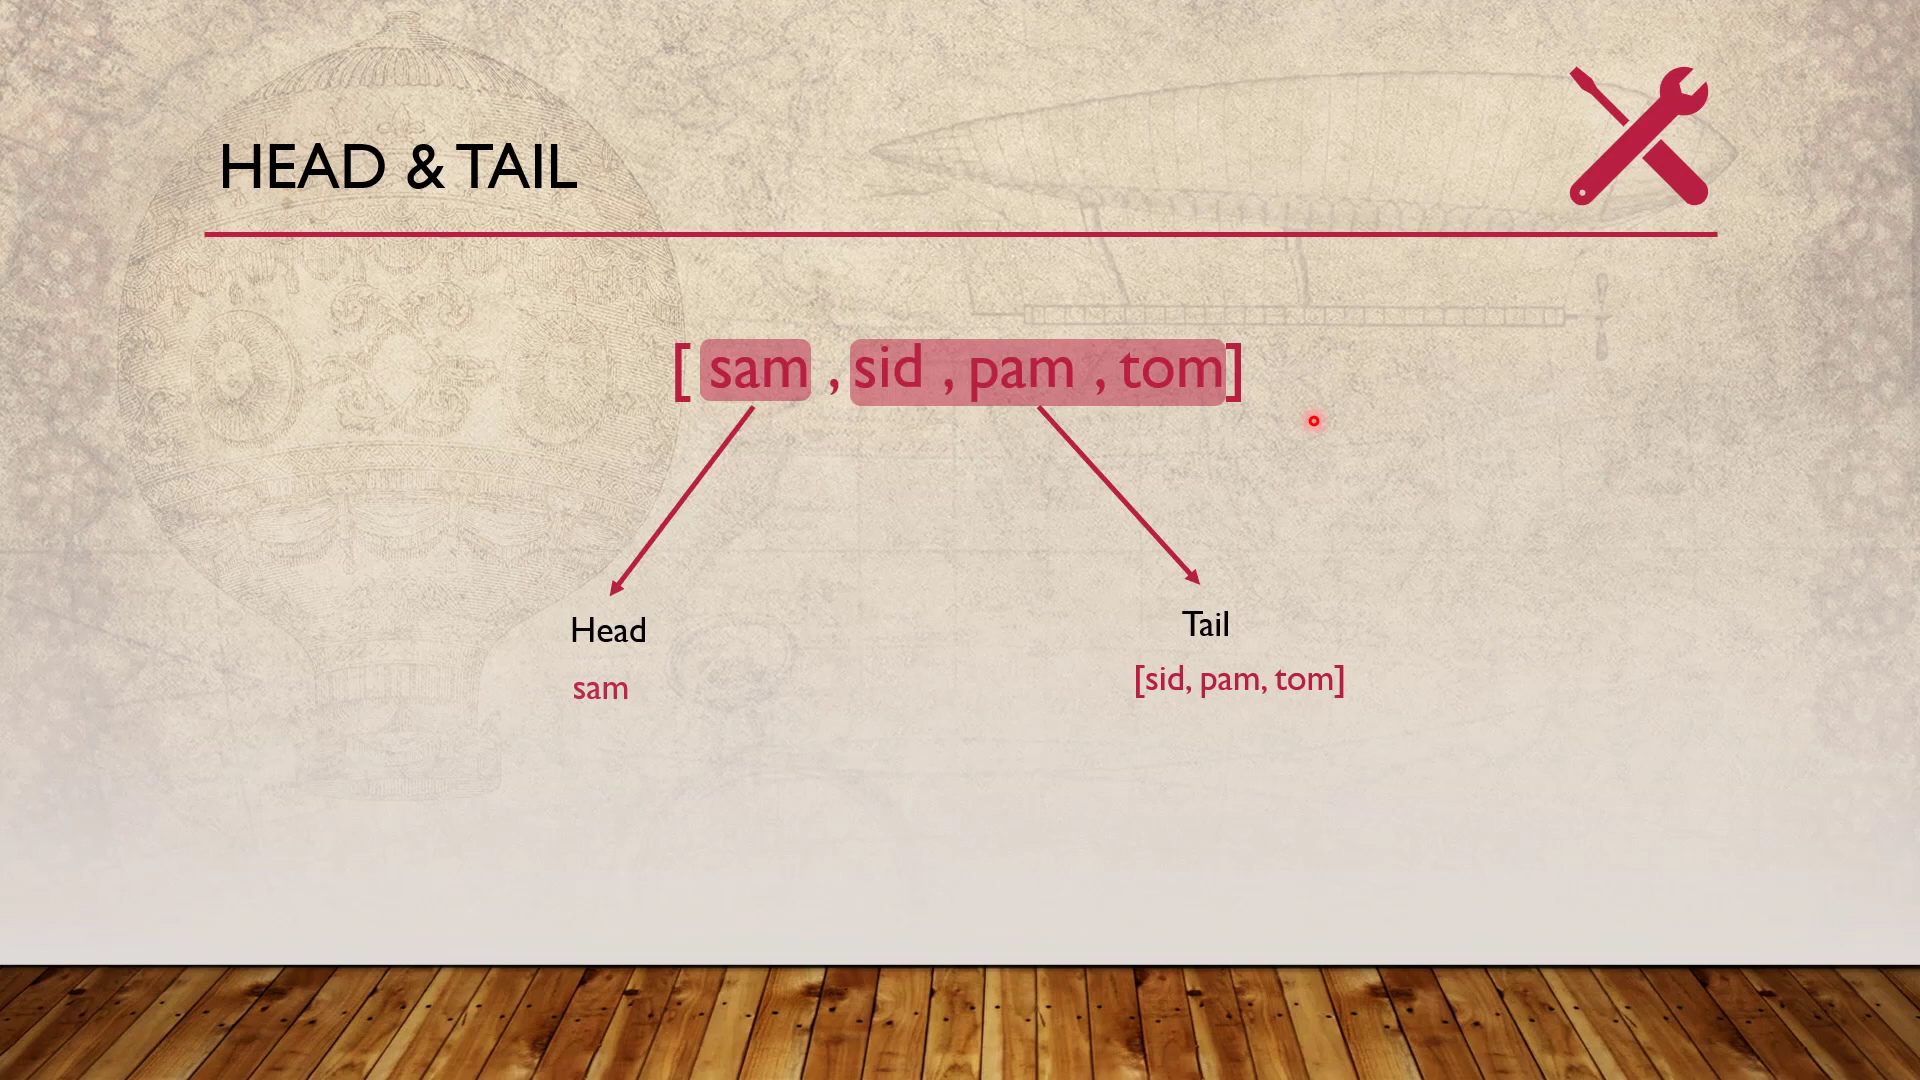 HEAD & TAIL
[ sam , sid , pam , tom]
Head
sam
Tail
[sid, pam, tom]